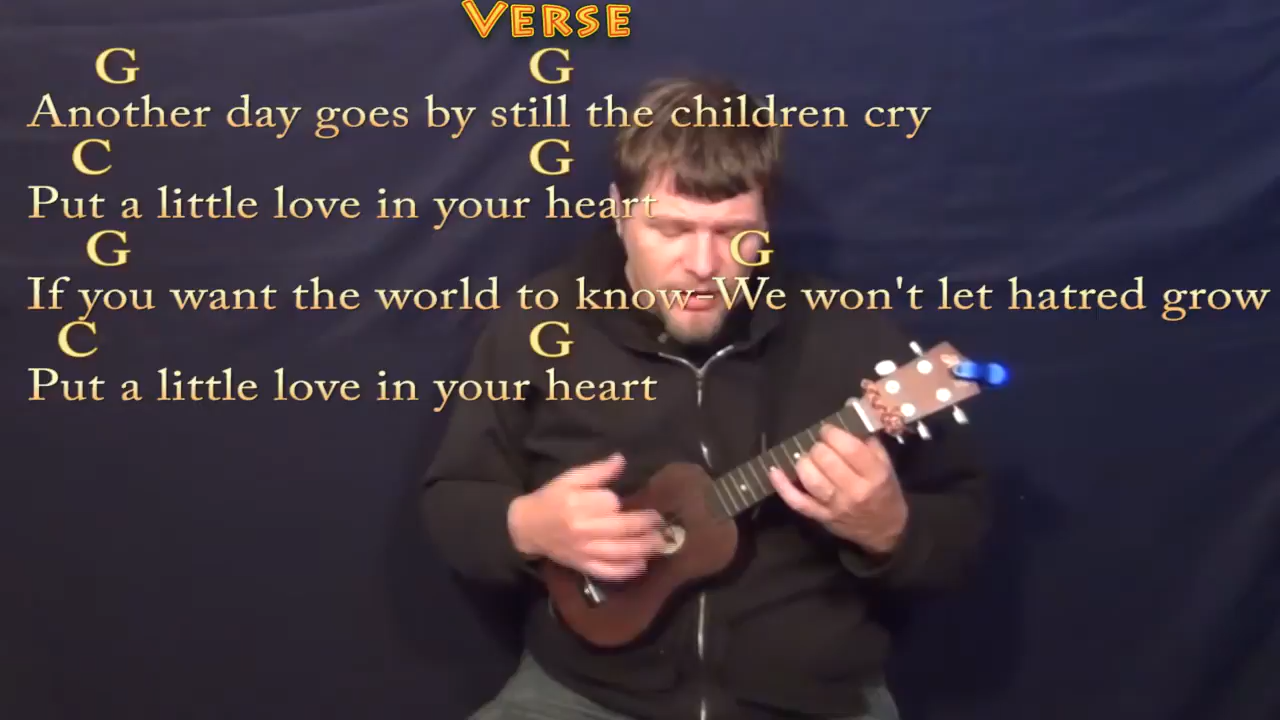 VERSE
G G
Another day goes by still the children cry
C G
Put a little love in your heart
G G
If you want the world to know-We won't let hatred grow
C G
Put a little love in your heart